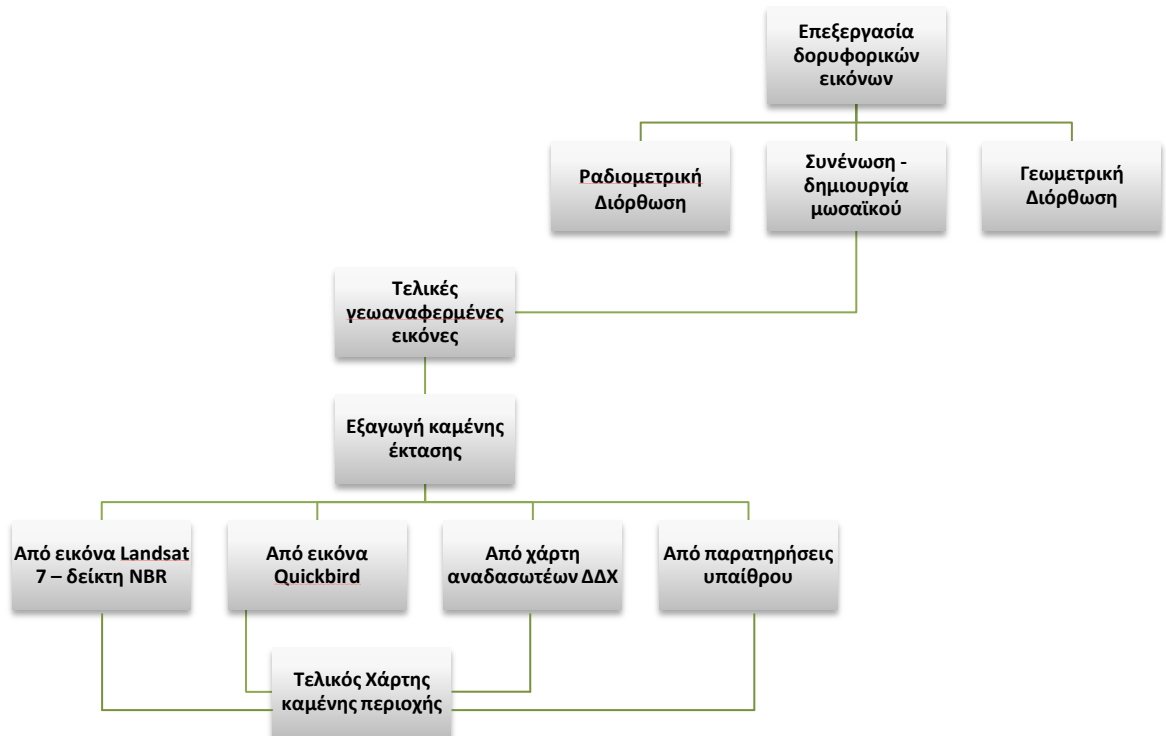 Επεξεργασία
δορυφορικών
εικόνων
Ραδιομετρική
Διόρθωση
Συνένωση -
δημιουργία
μωσαϊκού
Γεωμετρική
Διόρθωση
Τελικές
γεωαναφερμένες
εικόνες
Εξαγωγή καμένης
έκτασης
Από εικόνα Landsat
7 – δείκτη NBR
Από εικόνα
Quickbird
Από χάρτη
αναδασωτέων ΔΔΧ
Από παρατηρήσεις
υπαίθρου
Τελικός Χάρτης
καμένης περιοχής